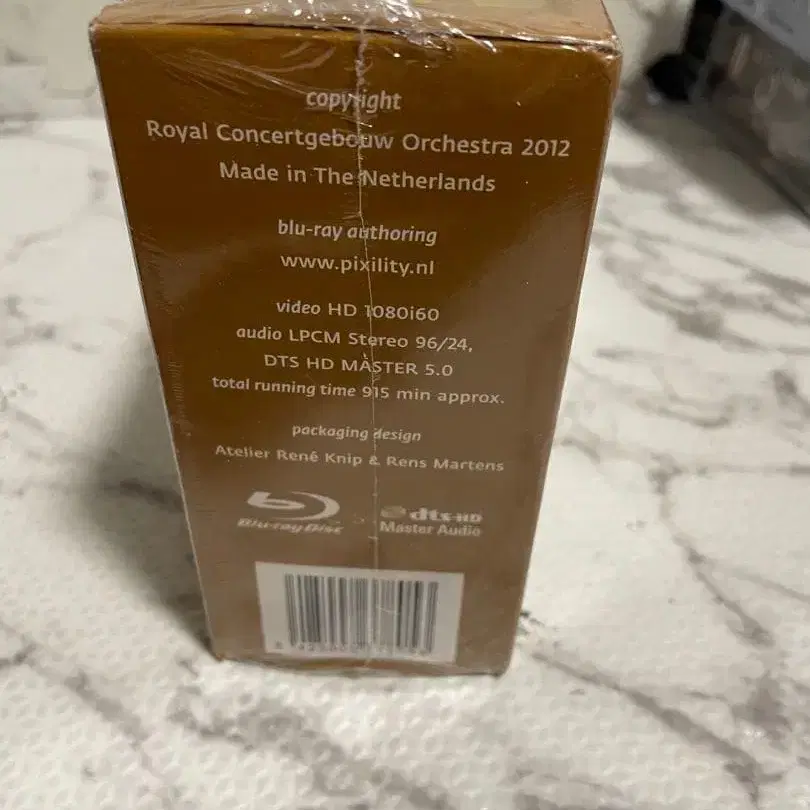 copyright
Royal Concertgebouw Orchestra 2012
Made in The Netherlands
blu-ray authoring
www.pixility.nl
video HD 1080i60
audio LPCM Stereo 96/24,
DTS HD MASTER 5.0
total running time 915 min approx.
packaging design
Atelier René Knip & Rens Martens
Blu-ray Disc
dts-HD
Master Audio